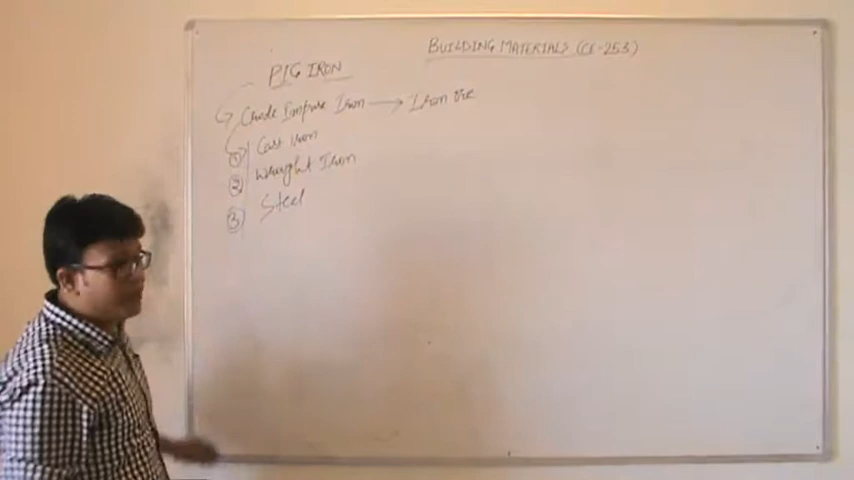 BUILDING MATERIALS (CE-253)
PIG IRON
Crude Impure Iron → Iron Ore
① Cast Iron
② Wrought Iron
③ Steel